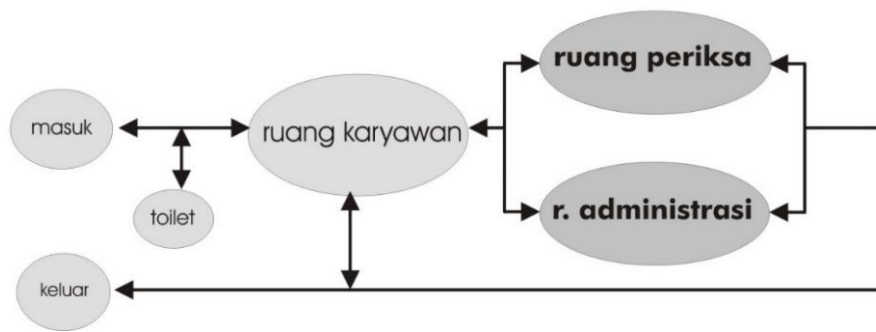 masuk
toilet
ruang karyawan
ruang periksa
r. administrasi
keluar